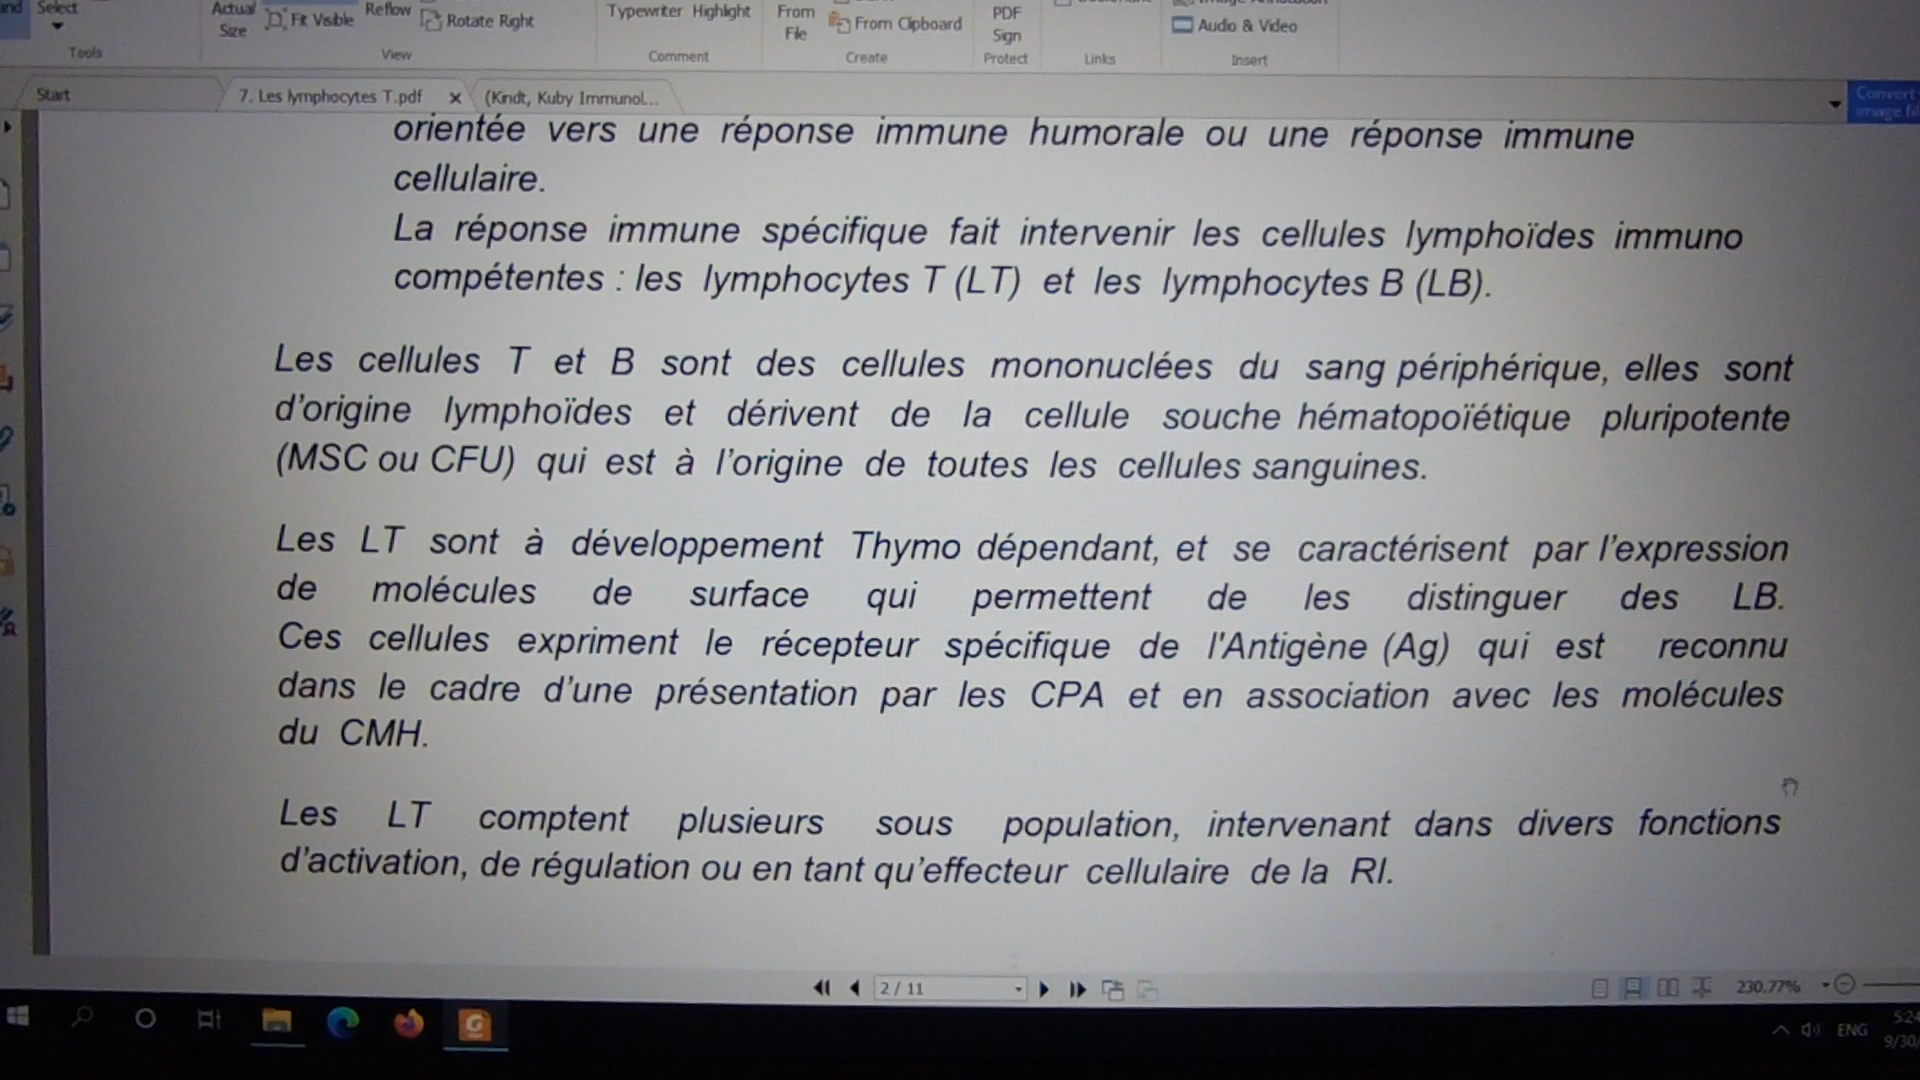 Select
Tools
Actual
Size
Fit Visible
Reflow
Rotate Right
View
Typewriter Highlight
Comment
From
File
From Clipboard
Create
PDF
Sign
Protect
Links
Audio & Video
Insert
Start
7. Les lymphocytes T.pdf x
(Kindt, Kuby Immunol...
Convert
image
orientée vers une réponse immune humorale ou une réponse immune
cellulaire.
La réponse immune spécifique fait intervenir les cellules lymphoïdes immuno
compétentes : les lymphocytes T (LT) et les lymphocytes B (LB).
Les cellules T et B sont des cellules mononuclées du sang périphérique, elles sont
d'origine lymphoïdes et dérivent de la cellule souche hématopoïétique pluripotente
(MSC ou CFU) qui est à l'origine de toutes les cellules sanguines.
Les LT sont à développement Thymo dépendant, et se caractérisent par l'expression
de molécules de surface qui permettent de les distinguer des LB.
Ces cellules expriment le récepteur spécifique de l'Antigène (Ag) qui est reconnu
dans le cadre d'une présentation par les CPA et en association avec les molécules
du CMH.
Les LT comptent plusieurs sous population, intervenant dans divers fonctions
d'activation, de régulation ou en tant qu'effecteur cellulaire de la RI.
2 / 11
230.77%
ENG
5:24
9/30/